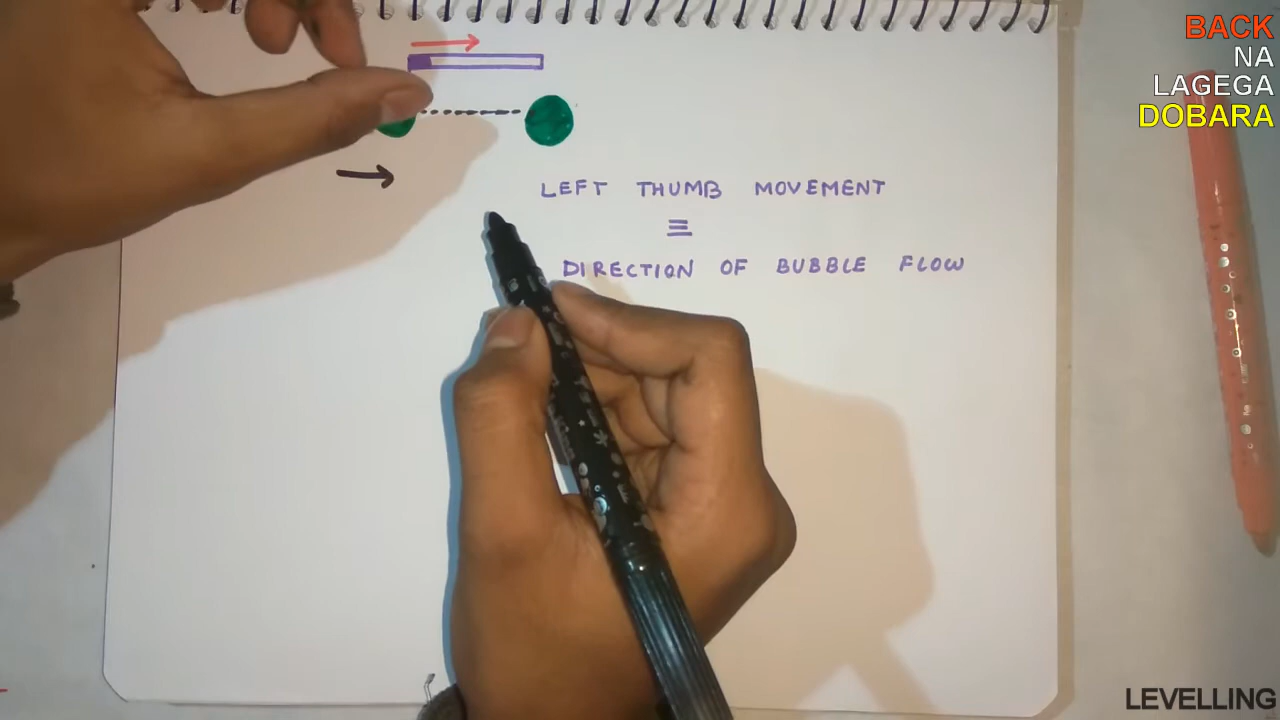 BACK
NA
LAGEGA
DOBARA
LEFT THUMB MOVEMENT
≡
DIRECTION OF BUBBLE FLOW
LEVELLING